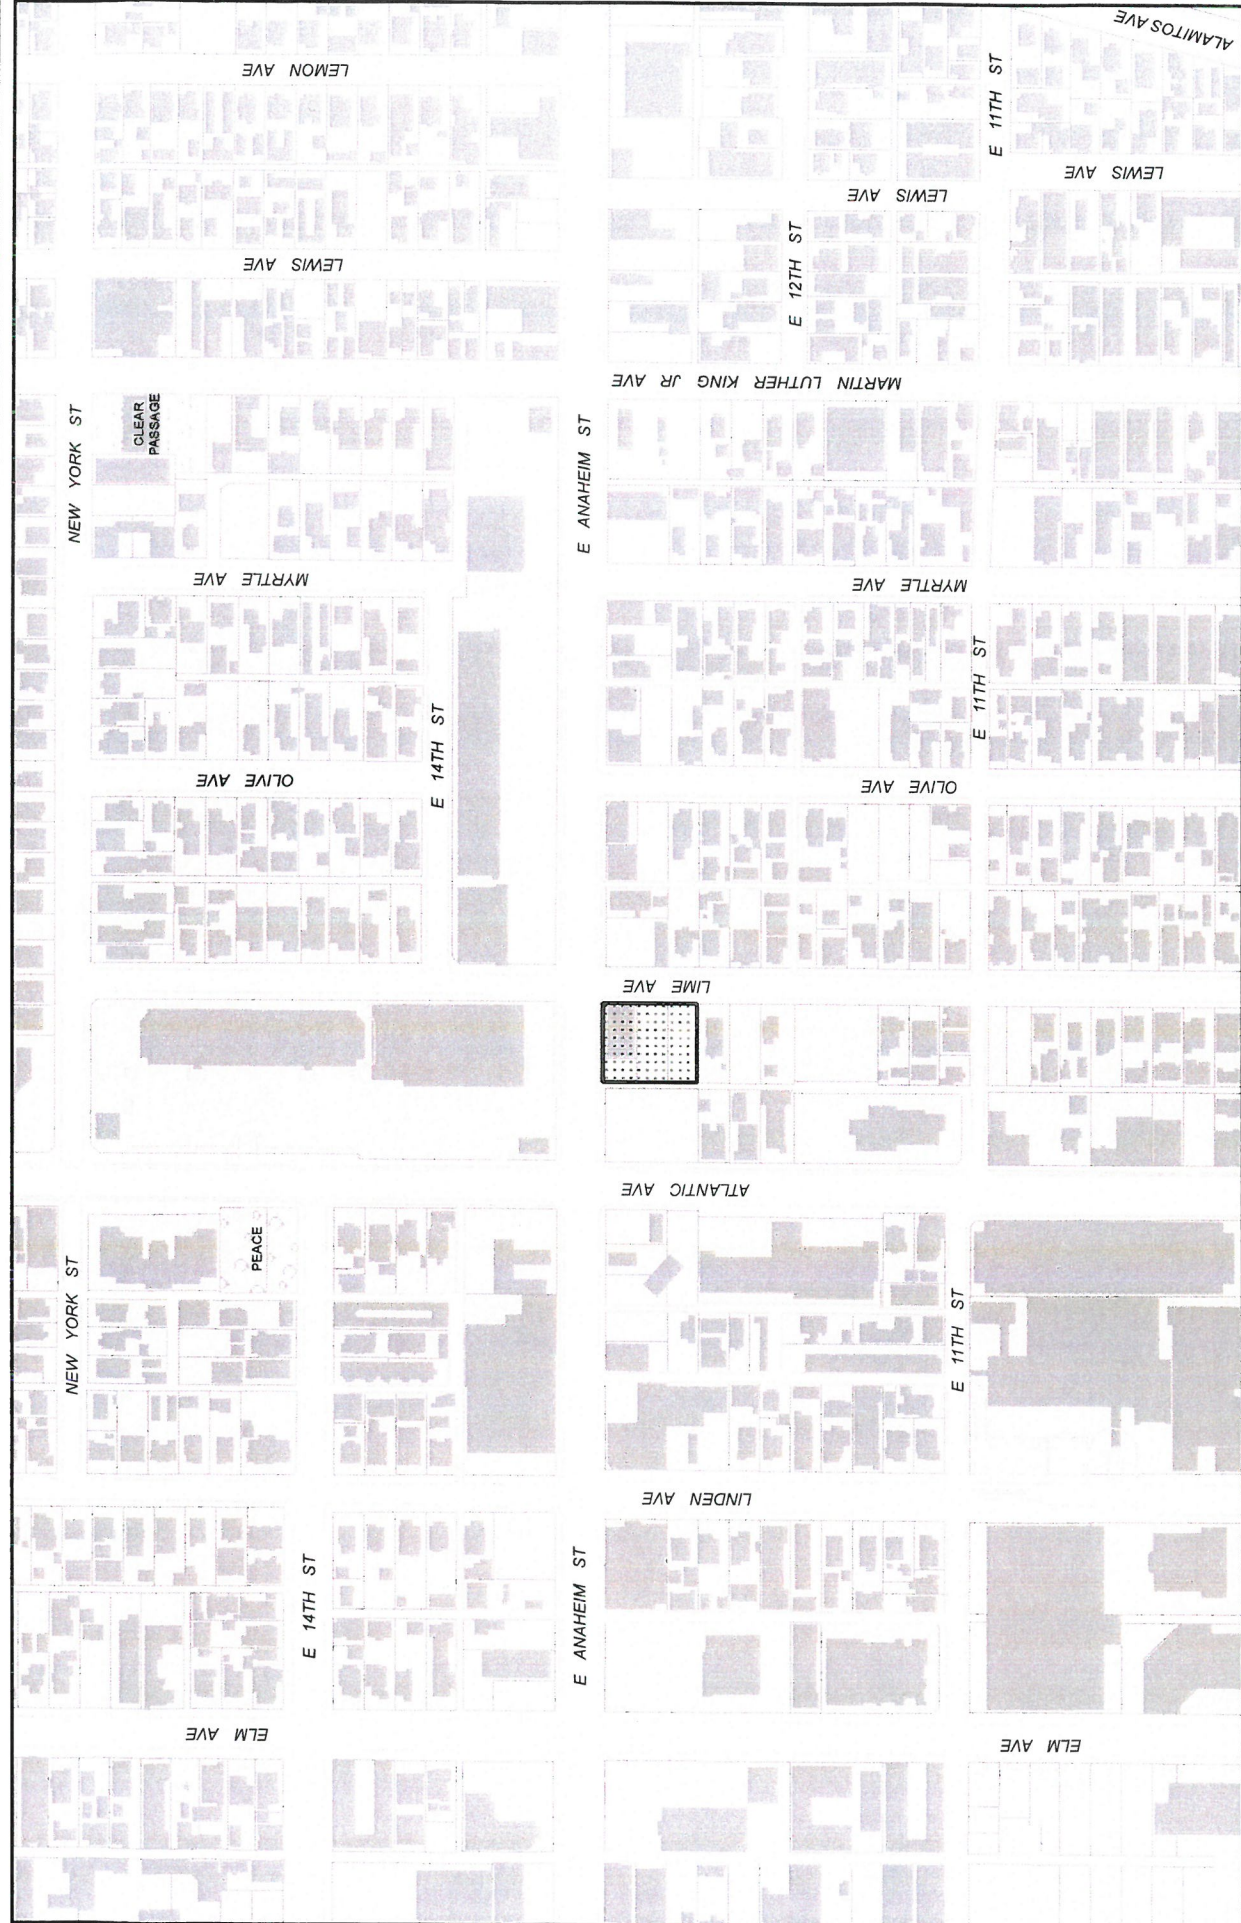 ALAMITOS AVE
LEMON AVE
E 11TH ST
LEWIS AVE
LEWIS AVE
E 12TH ST
LEWIS AVE
MARTIN LUTHER KING JR AVE
NEW YORK ST
CLEAR
PASSAGE
E ANAHEIM ST
MYRTLE AVE
MYRTLE AVE
E 11TH ST
E 14TH ST
OLIVE AVE
OLIVE AVE
LIME AVE
ATLANTIC AVE
NEW YORK ST
PEACE
E 11TH ST
LINDEN AVE
E 14TH ST
E ANAHEIM ST
ELM AVE
ELM AVE